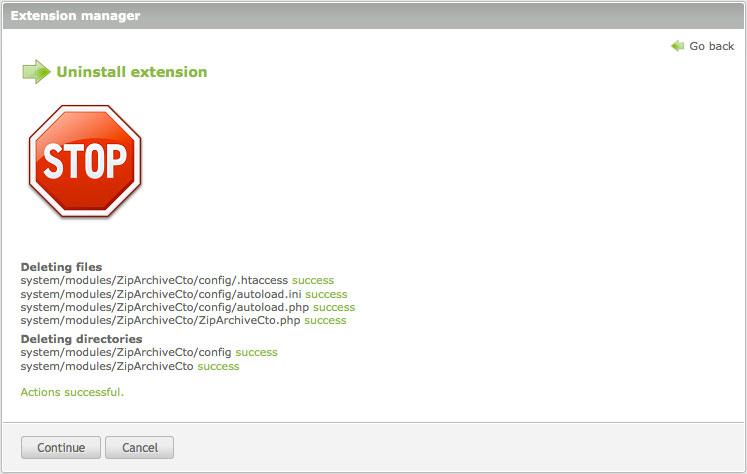 Extension manager
Go back
Uninstall extension
STOP
Deleting files
system/modules/ZipArchiveCto/config/.htaccess success
system/modules/ZipArchiveCto/config/autoload.ini success
system/modules/ZipArchiveCto/config/autoload.php success
system/modules/ZipArchiveCto/ZipArchiveCto.php success
Deleting directories
system/modules/ZipArchiveCto/config success
system/modules/ZipArchiveCto success
Actions successful.
Continue Cancel